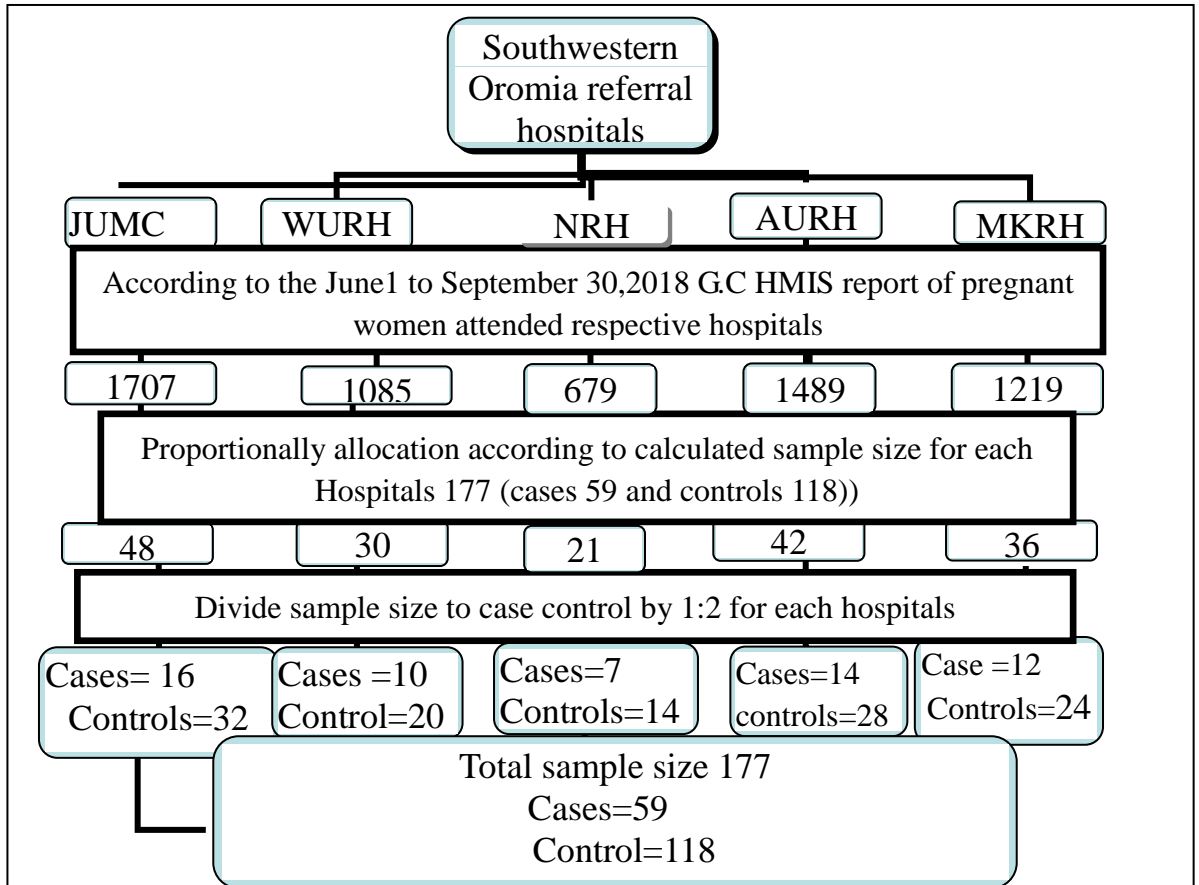 Southwestern
Oromia referral
hospitals
JUMC
WURH
NRH
AURH
MKRH
According to the June1 to September 30,2018 G.C HMIS report of pregnant
women attended respective hospitals
1707
1085
679
1489
1219
Proportionally allocation according to calculated sample size for each
Hospitals 177 (cases 59 and controls 118))
48
30
21
42
36
Divide sample size to case control by 1:2 for each hospitals
Cases= 16
Controls=32
Cases =10
Control=20
Cases=7
Controls=14
Cases=14
controls=28
Case =12
Controls=24
Total sample size 177
Cases=59
Control=118